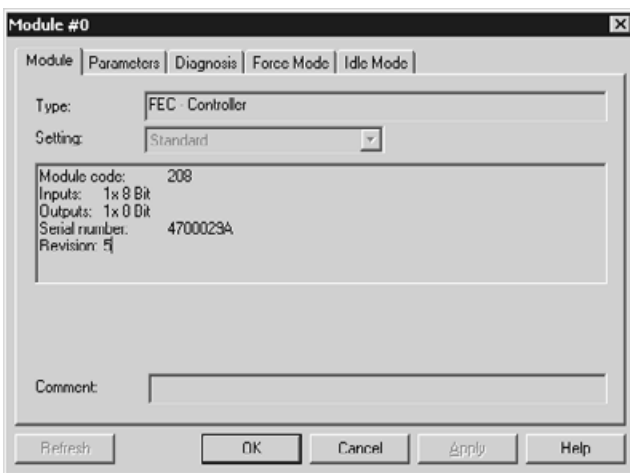 Module #0
Module Parameters Diagnosis Force Mode Idle Mode
Type: FEC - Controller
Setting: Standard
Module code: 208
Inputs: 1x 8 Bit
Outputs: 1x 0 Bit
Serial number: 4700029A
Revision: 5
Comment:
Refresh OK Cancel Apply Help